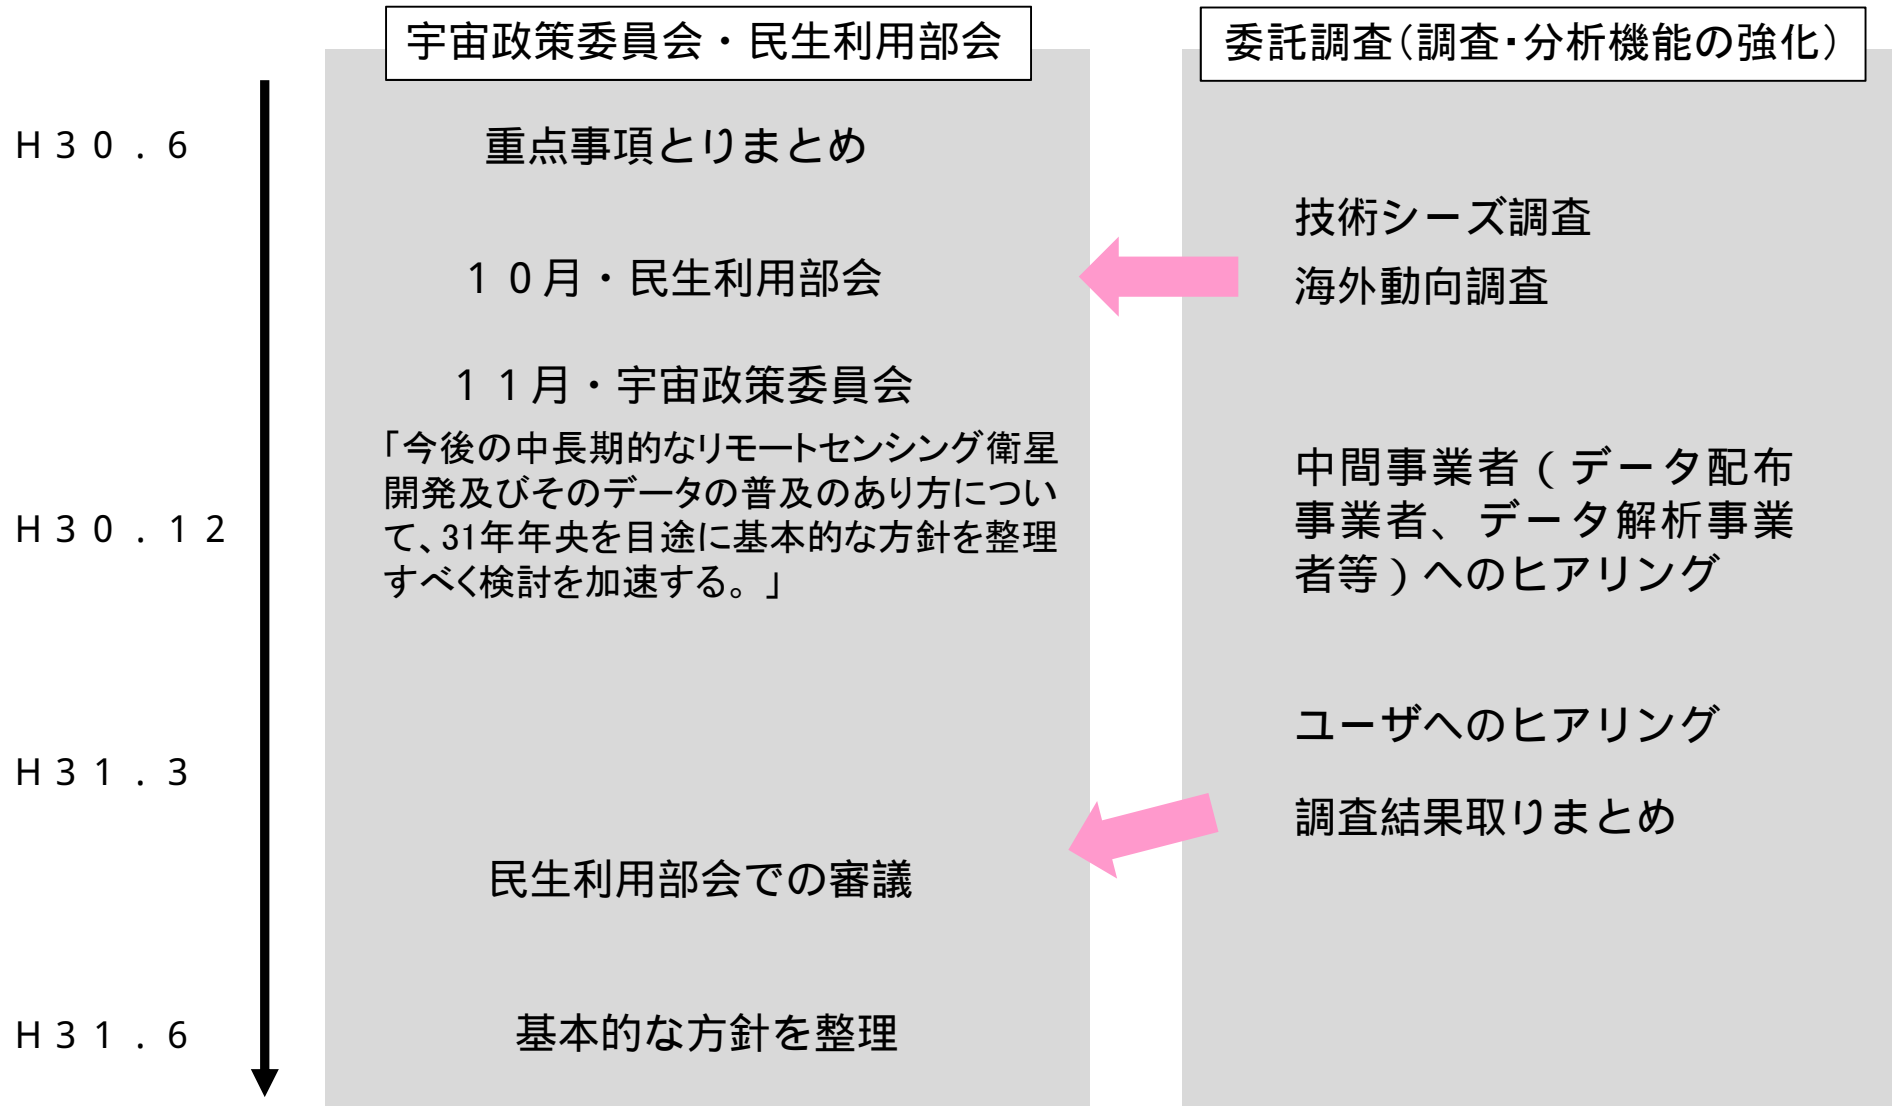 宇宙政策委員会・民生利用部会
委託調査(調査・分析機能の強化)
H30.6
重点事項とりまとめ
技術シーズ調査
10月・民生利用部会
海外動向調査
11月・宇宙政策委員会
「今後の中長期的なリモートセンシング衛星
開発及びそのデータの普及のあり方につい
て、31年年央を目途に基本的な方針を整理
すべく検討を加速する。」
H30.12
中間事業者(データ配布
事業者、データ解析事業
者等)へのヒアリング
ユーザへのヒアリング
H31.3
調査結果取りまとめ
民生利用部会での審議
H31.6
基本的な方針を整理